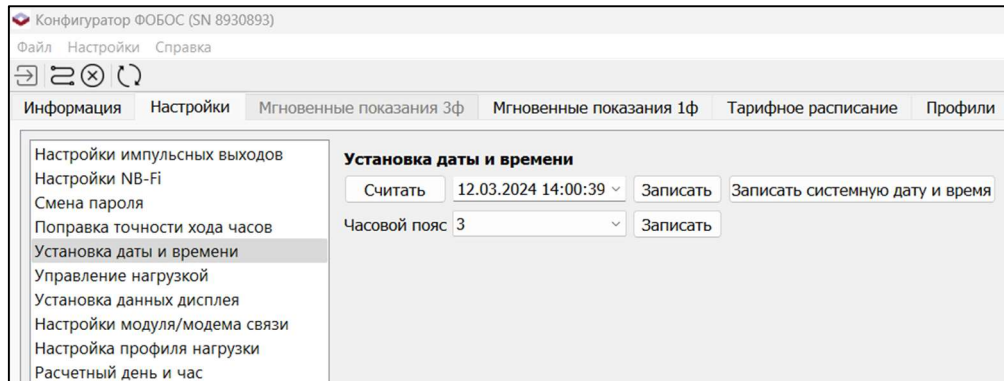 Конфигуратор ФОБОС (SN 8930893)
Файл Настройки Справка
Информация Настройки Мгновенные показания 3ф Мгновенные показания 1ф Тарифное расписание Профили
Настройки импульсных выходов
Настройки NB-Fi
Смена пароля
Поправка точности хода часов
Установка даты и времени
Управление нагрузкой
Установка данных дисплея
Настройки модуля/модема связи
Настройка профиля нагрузки
Расчетный день и час
Установка даты и времени
Считать 12.03.2024 14:00:39 Записать Записать системную дату и время
Часовой пояс 3 Записать